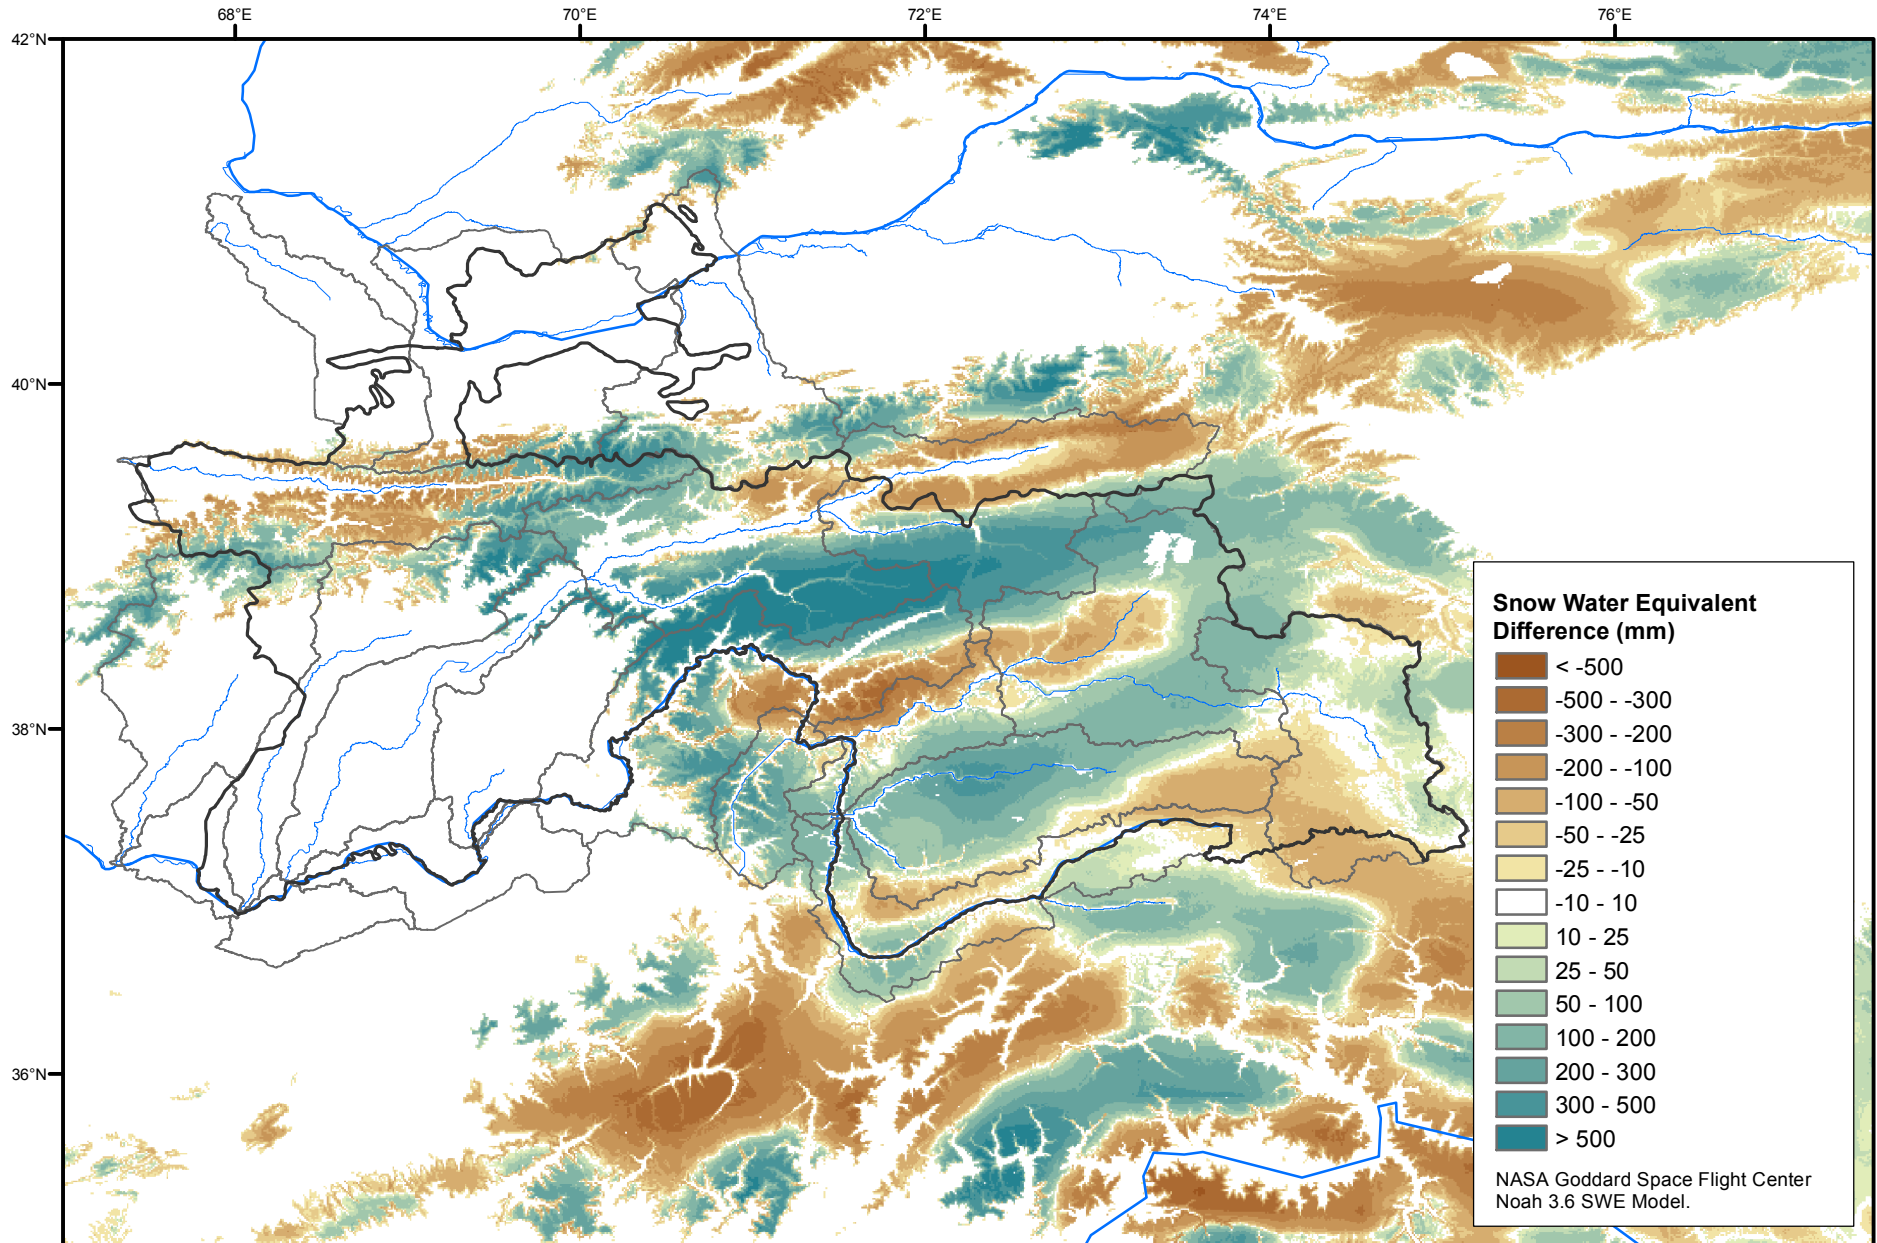 68°E 70°E 72°E 74°E 76°E
42°N
40°N
38°N
36°N
Snow Water Equivalent
Difference (mm)
< -500
-500 - -300
-300 - -200
-200 - -100
-100 - -50
-50 - -25
-25 - -10
-10 - 10
10 - 25
25 - 50
50 - 100
100 - 200
200 - 300
300 - 500
> 500
NASA Goddard Space Flight Center
Noah 3.6 SWE Model.